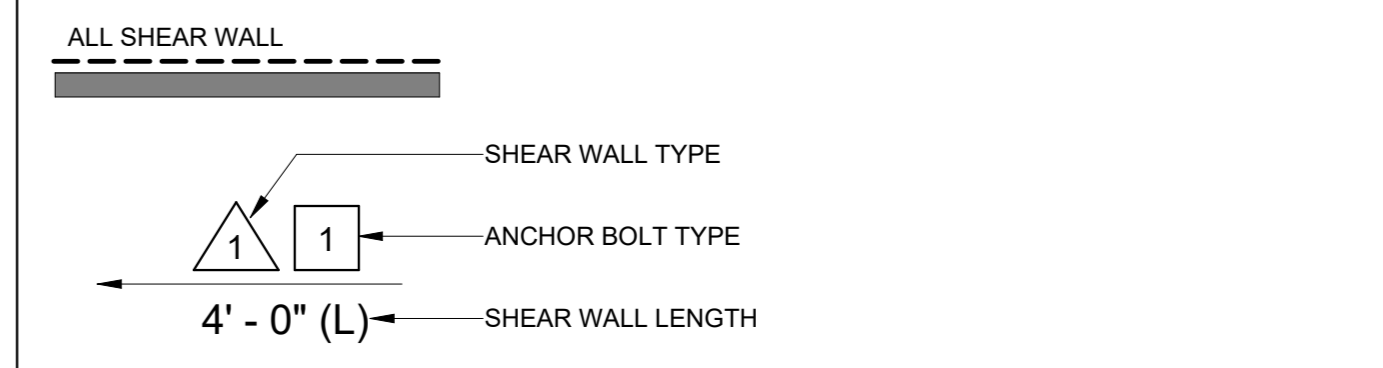 ALL SHEAR WALL
SHEAR WALL TYPE
1 1
ANCHOR BOLT TYPE
4' - 0" (L)
SHEAR WALL LENGTH